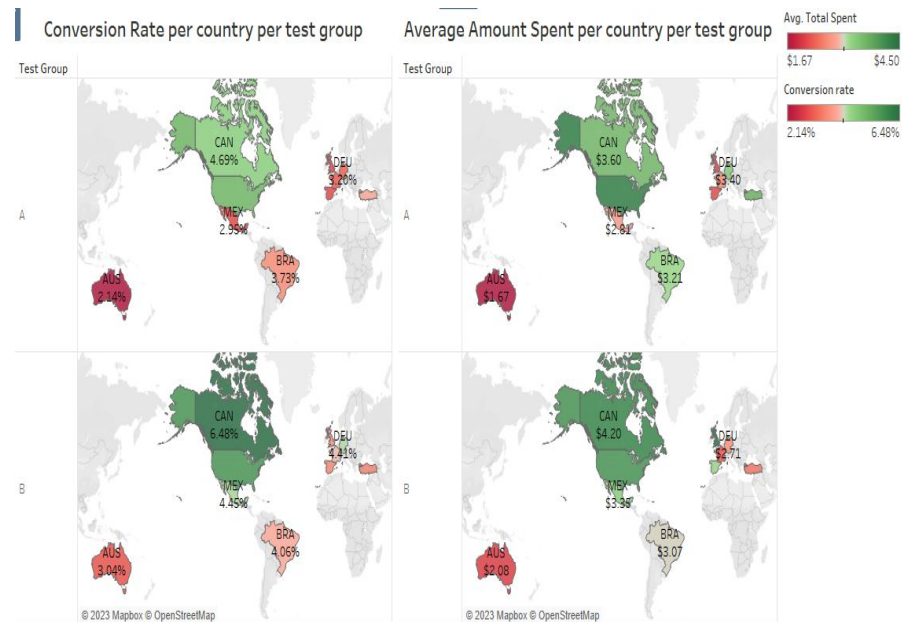 Conversion Rate per country per test group
Average Amount Spent per country per test group
Avg. Total Spent
$1.67 $4.50
Conversion rate
2.14% 6.48%
Test Group
A
CAN
4.69%
DEU
3.20%
MEX
2.95%
BRA
3.73%
AUS
2.14%
B
CAN
6.48%
DEU
4.41%
MEX
4.45%
BRA
4.06%
AUS
3.04%
© 2023 Mapbox © OpenStreetMap
Test Group
A
CAN
$3.60
DEU
$3.40
MEX
$2.81
BRA
$3.21
AUS
$1.67
B
CAN
$4.20
DEU
$2.71
MEX
$3.35
BRA
$3.07
AUS
$2.08
© 2023 Mapbox © OpenStreetMap